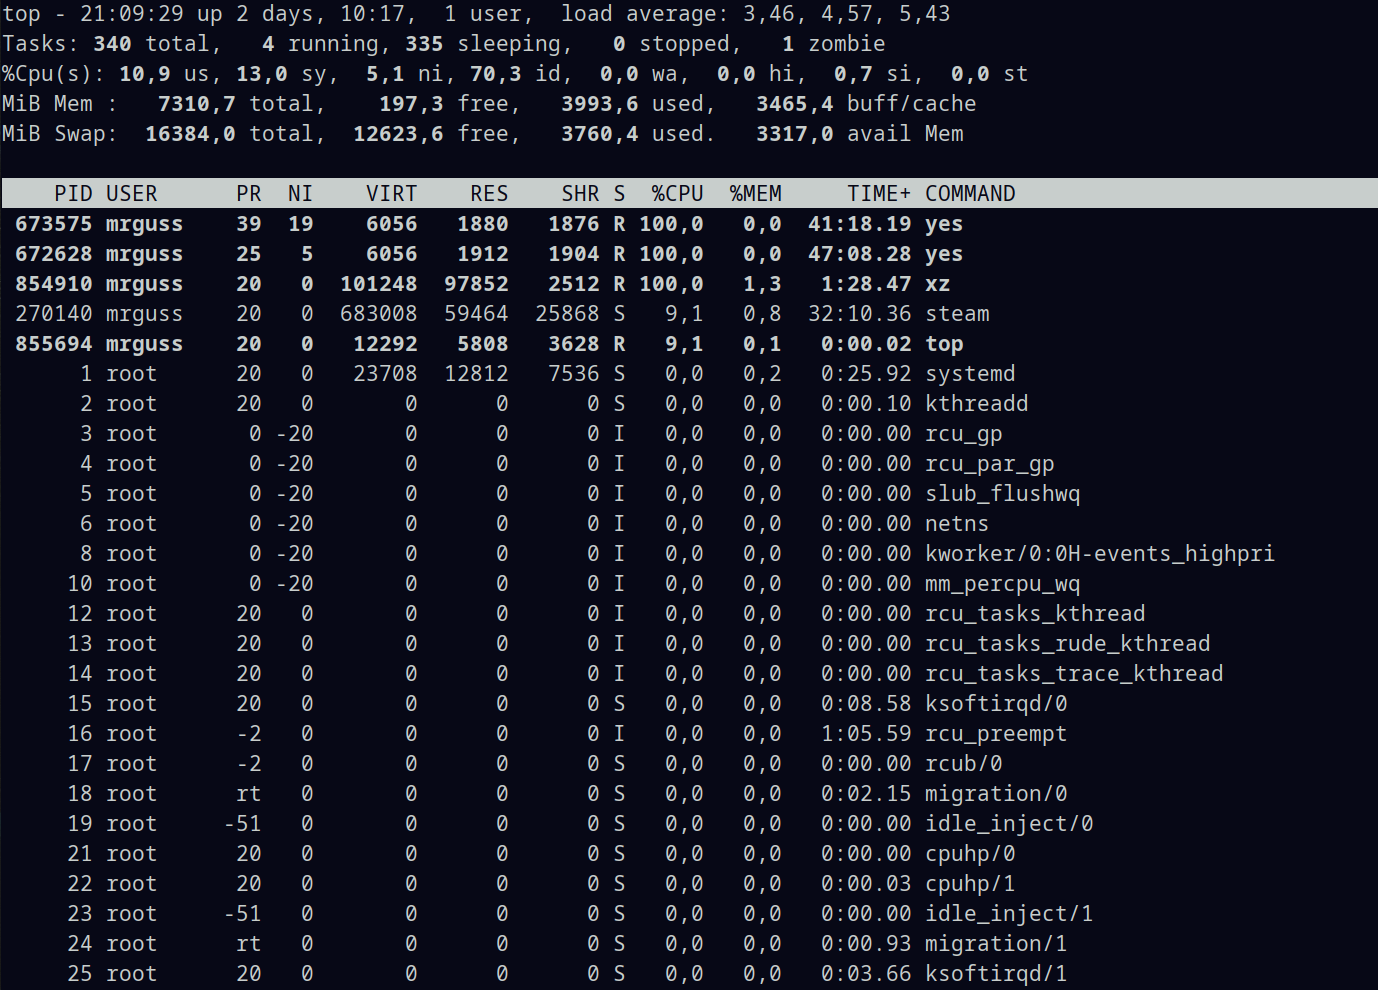 top - 21:09:29 up 2 days, 10:17,  1 user,  load average: 3,46, 4,57, 5,43
Tasks: 340 total,   4 running, 335 sleeping,   0 stopped,   1 zombie
%Cpu(s): 10,9 us, 13,0 sy,  5,1 ni, 70,3 id,  0,0 wa,  0,0 hi,  0,7 si,  0,0 st
MiB Mem :   7310,7 total,    197,3 free,   3993,6 used,   3465,4 buff/cache
MiB Swap:  16384,0 total,  12623,6 free,   3760,4 used.   3317,0 avail Mem
    PID USER      PR  NI    VIRT    RES    SHR S  %CPU  %MEM     TIME+ COMMAND
 673575 mrguss    39  19    6056   1880   1876 R 100,0   0,0  41:18.19 yes
 672628 mrguss    25   5    6056   1912   1904 R 100,0   0,0  47:08.28 yes
 854910 mrguss    20   0  101248  97852   2512 R 100,0   1,3   1:28.47 xz
 270140 mrguss    20   0  683008  59464  25868 S   9,1   0,8  32:10.36 steam
 855694 mrguss    20   0   12292   5808   3628 R   9,1   0,1   0:00.02 top
      1 root      20   0   23708  12812   7536 S   0,0   0,2   0:25.92 systemd
      2 root      20   0       0      0      0 S   0,0   0,0   0:00.10 kthreadd
      3 root       0 -20       0      0      0 I   0,0   0,0   0:00.00 rcu_gp
      4 root       0 -20       0      0      0 I   0,0   0,0   0:00.00 rcu_par_gp
      5 root       0 -20       0      0      0 I   0,0   0,0   0:00.00 slub_flushwq
      6 root       0 -20       0      0      0 I   0,0   0,0   0:00.00 netns
      8 root       0 -20       0      0      0 I   0,0   0,0   0:00.00 kworker/0:0H-events_highpri
     10 root       0 -20       0      0      0 I   0,0   0,0   0:00.00 mm_percpu_wq
     12 root      20   0       0      0      0 I   0,0   0,0   0:00.00 rcu_tasks_kthread
     13 root      20   0       0      0      0 I   0,0   0,0   0:00.00 rcu_tasks_rude_kthread
     14 root      20   0       0      0      0 I   0,0   0,0   0:00.00 rcu_tasks_trace_kthread
     15 root      20   0       0      0      0 S   0,0   0,0   0:08.58 ksoftirqd/0
     16 root      -2   0       0      0      0 I   0,0   0,0   1:05.59 rcu_preempt
     17 root      -2   0       0      0      0 S   0,0   0,0   0:00.00 rcub/0
     18 root      rt   0       0      0      0 S   0,0   0,0   0:02.15 migration/0
     19 root     -51   0       0      0      0 S   0,0   0,0   0:00.00 idle_inject/0
     21 root      20   0       0      0      0 S   0,0   0,0   0:00.00 cpuhp/0
     22 root      20   0       0      0      0 S   0,0   0,0   0:00.03 cpuhp/1
     23 root     -51   0       0      0      0 S   0,0   0,0   0:00.00 idle_inject/1
     24 root      rt   0       0      0      0 S   0,0   0,0   0:00.93 migration/1
     25 root      20   0       0      0      0 S   0,0   0,0   0:03.66 ksoftirqd/1